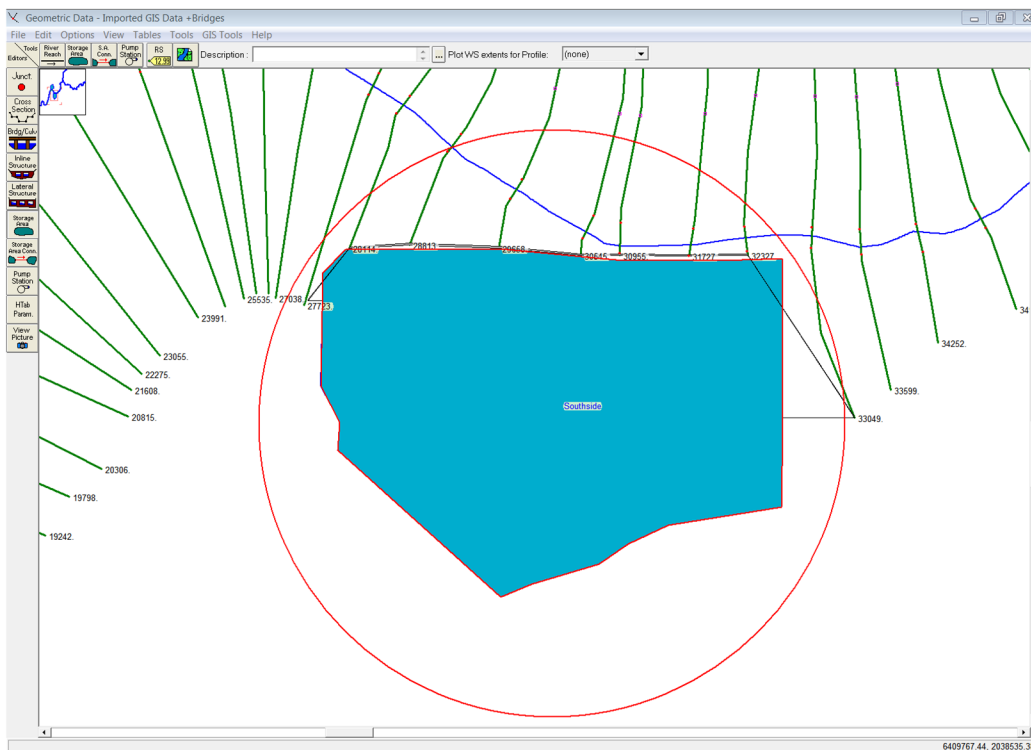 Geometric Data - Imported GIS Data +Bridges
File Edit Options View Tables Tools GIS Tools Help
Tools
Editors
River Reach
Storage Area
S.A. Conn.
Pump Station
RS
Description :
...
Plot WS extents for Profile:
(none)
Junct.
Cross Section
Brdg/Culv
Inline Structure
Lateral Structure
Storage Area
Storage Area Conn.
Pump Station
HTab Param.
View Picture
28114.
28813.
29658.
30645.
30955.
31727.
32327.
25535.
27038.
27723.
23991.
34
34252.
23055.
22275.
21608.
33599.
Southside
20815.
33049.
20306.
19798.
19242.
6409767.44, 2038535.3